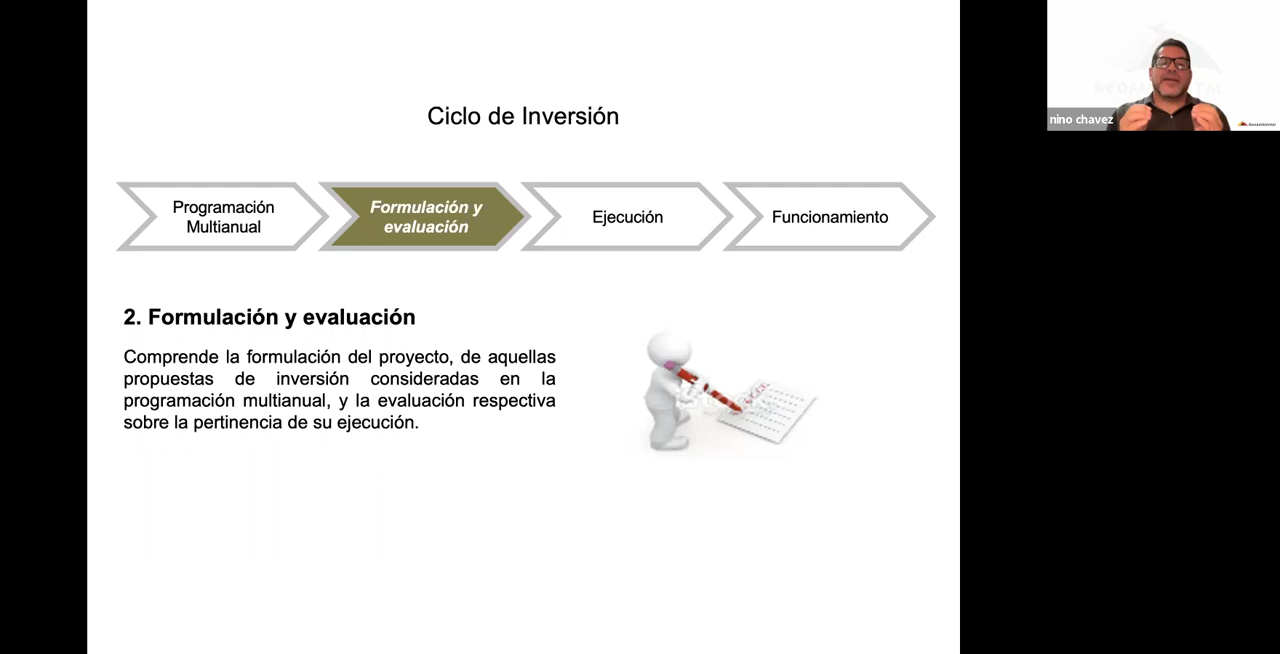 Ciclo de Inversión
Programación
Multianual
Formulación y
evaluación
Ejecución
Funcionamiento
2. Formulación y evaluación
Comprende la formulación del proyecto, de aquellas
propuestas de inversión consideradas en la
programación multianual, y la evaluación respectiva
sobre la pertinencia de su ejecución.
nino chavez